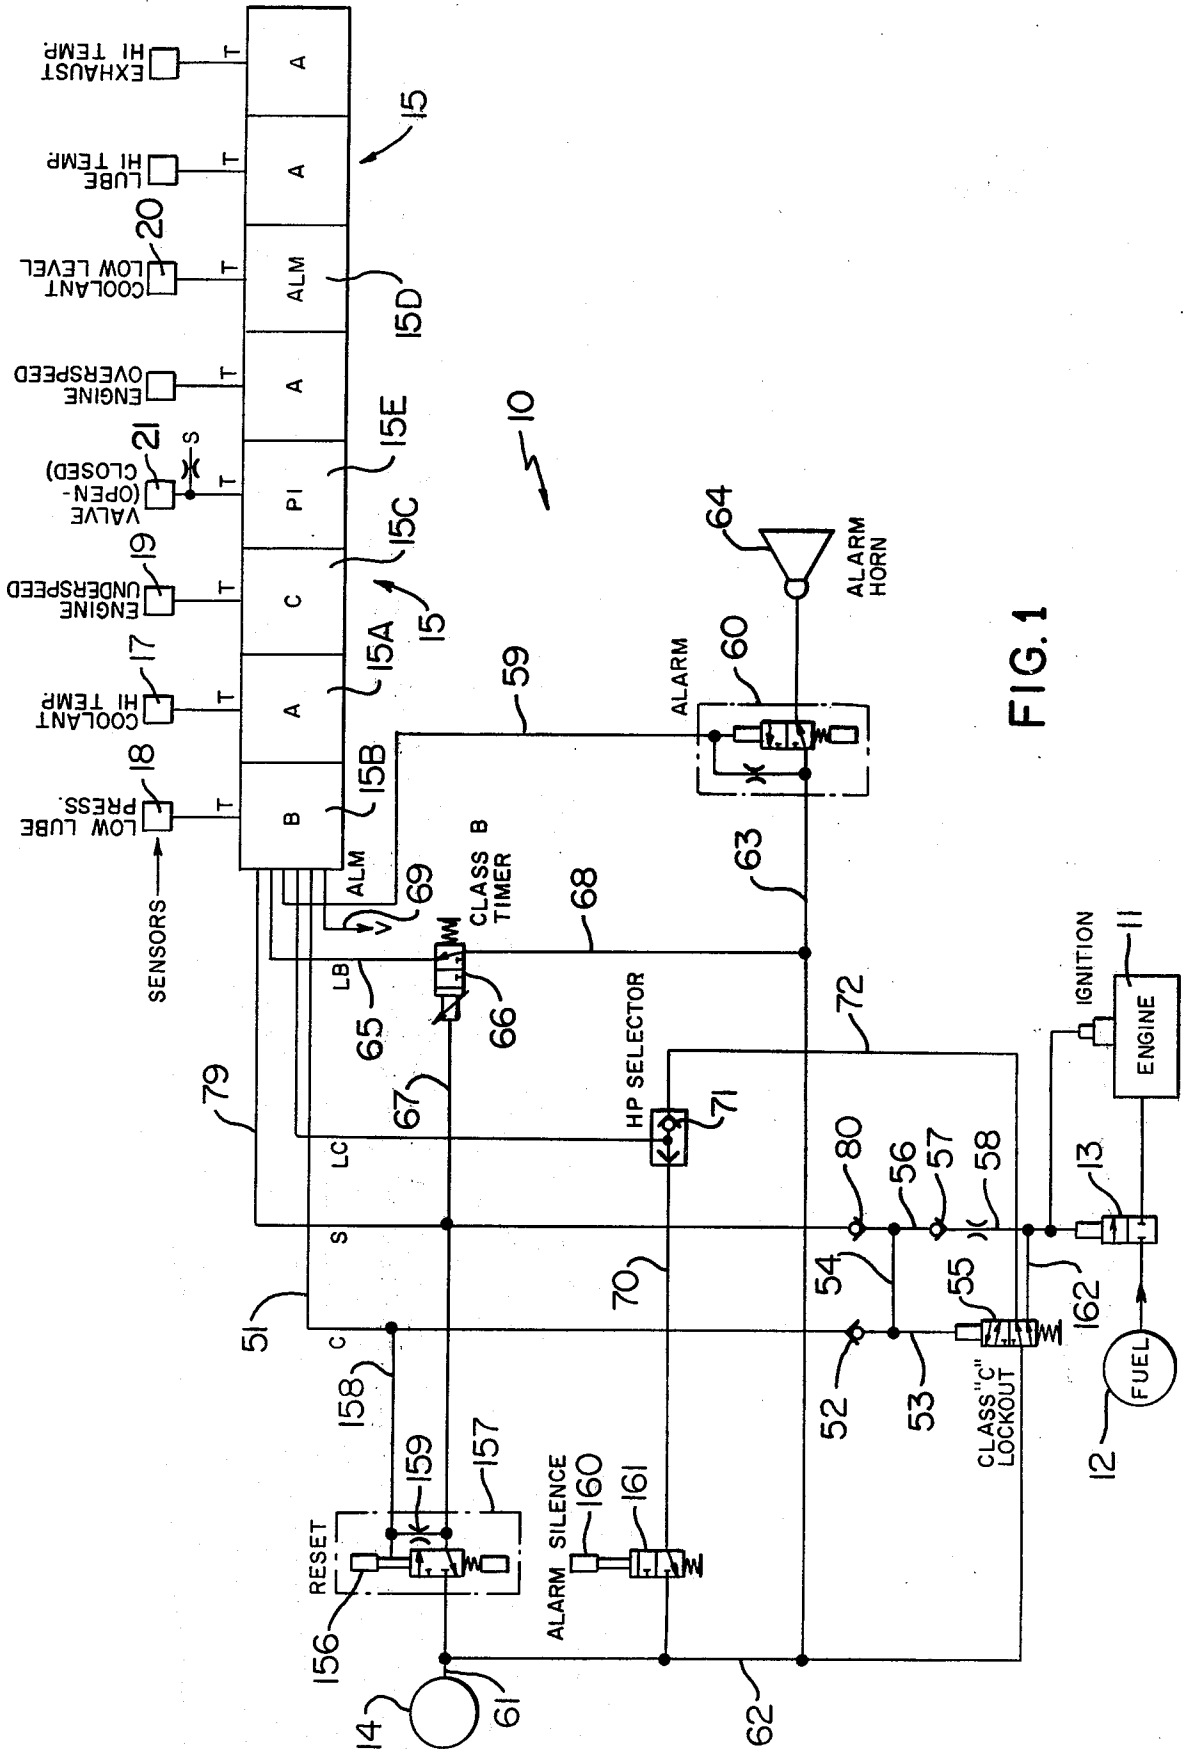 EXHAUST
HI TEMP.
T
A
LUBE
HI TEMP.
T
A
15
20
COOLANT
LOW LEVEL
T
ALM
15D
ENGINE
OVERSPEED
T
A
21
VALVE
(OPEN-
CLOSED)
S
T
PI
15E
19
ENGINE
UNDERSPEED
T
C
15C
15
17
COOLANT
HI TEMP.
T
A
15A
18
LOW LUBE
PRESS.
T
B
15B
SENSORS
ALM
69
V
LB
65
CLASS B
TIMER
66
67
68
79
LC
S
51
C
59
ALARM
60
64
ALARM
HORN
10
FIG. 1
63
HP SELECTOR
71
72
70
RESET
156
158
159
157
14
61
ALARM SILENCE
160
161
62
80
56
57
58
54
52
53
55
162
CLASS "C"
LOCKOUT
13
IGNITION
11
ENGINE
FUEL
12